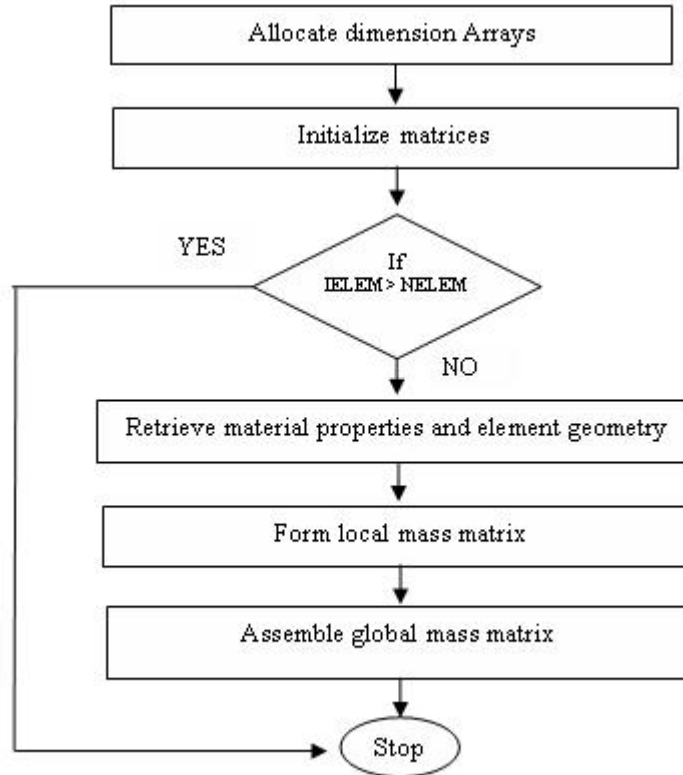 Allocate dimension Arrays
Initialize matrices
YES
If
IELEM > NELEM
NO
Retrieve material properties and element geometry
Form local mass matrix
Assemble global mass matrix
Stop